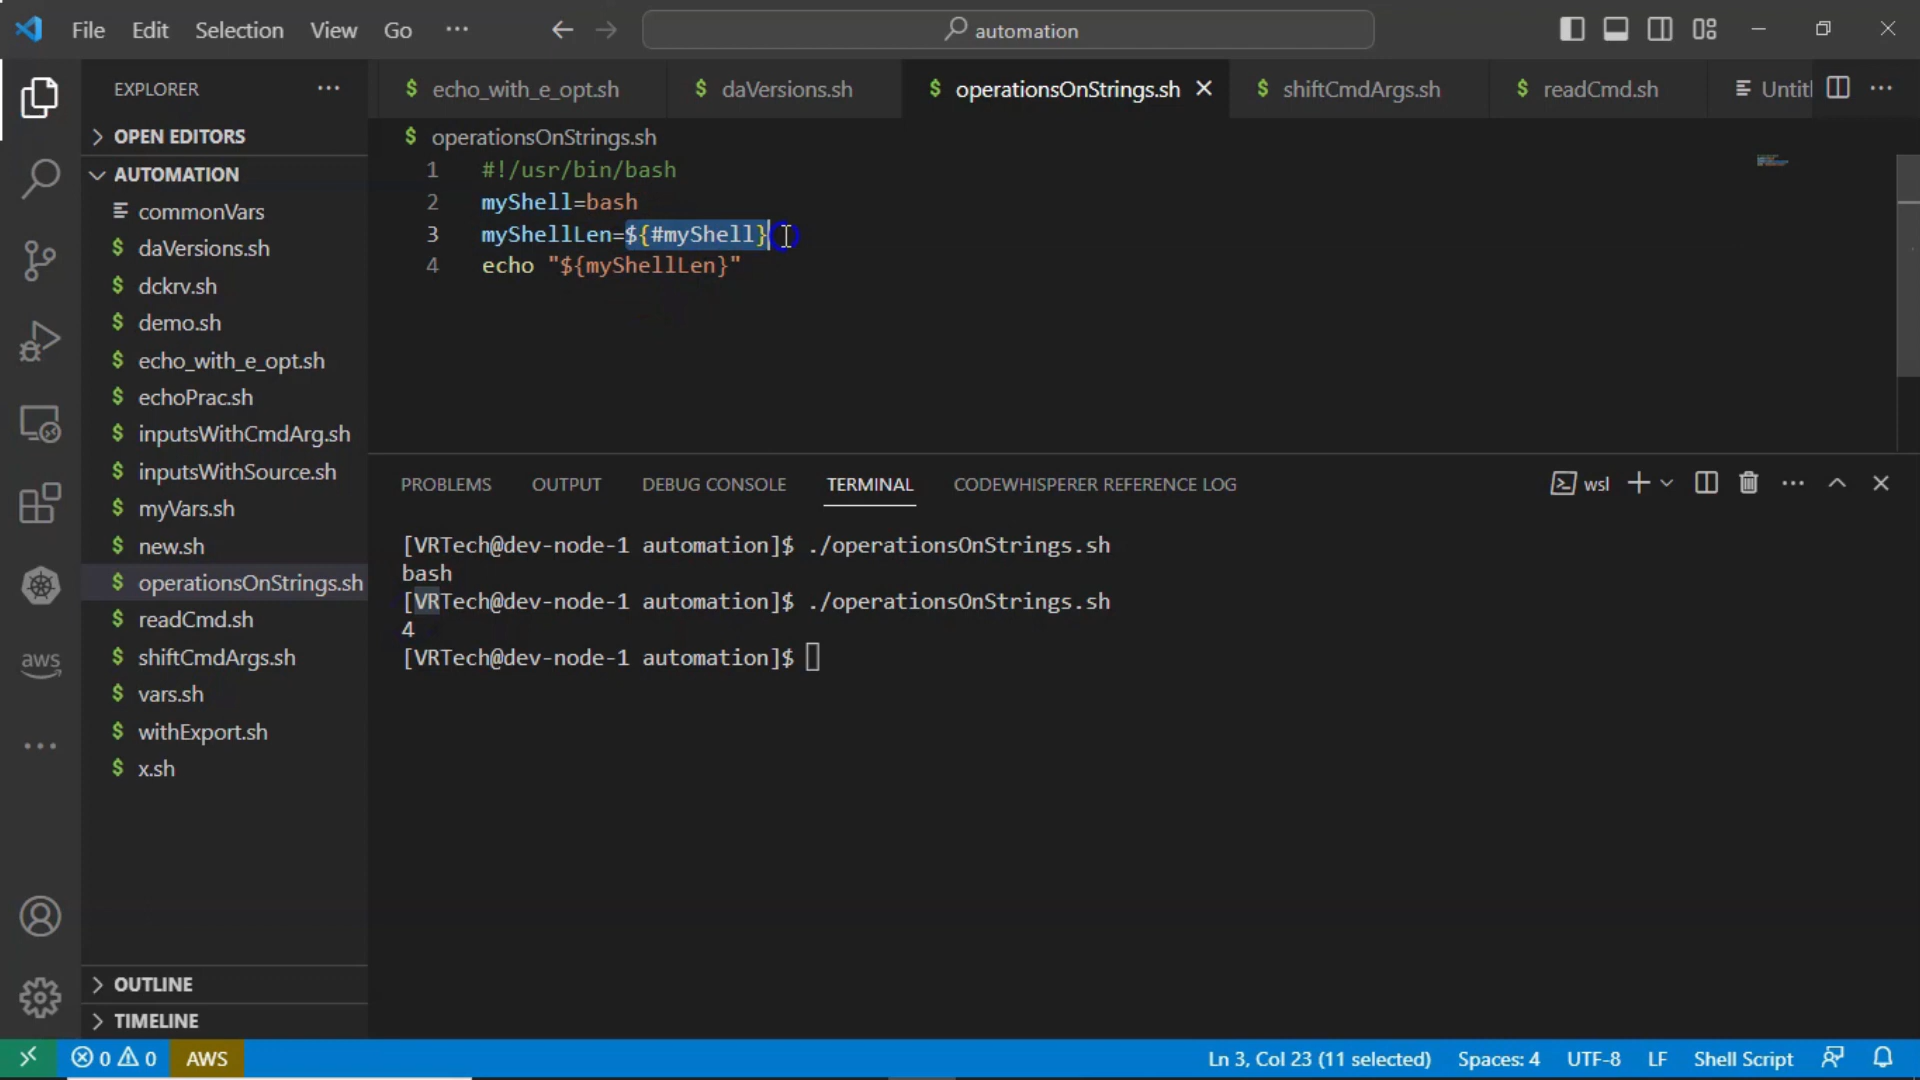 File Edit Selection View Go ··· automation
EXPLORER ···
OPEN EDITORS
AUTOMATION
commonVars
$ daVersions.sh
$ dckrv.sh
$ demo.sh
$ echo_with_e_opt.sh
$ echoPrac.sh
$ inputsWithCmdArg.sh
$ inputsWithSource.sh
$ myVars.sh
$ new.sh
$ operationsOnStrings.sh
$ readCmd.sh
$ shiftCmdArgs.sh
$ vars.sh
$ withExport.sh
$ x.sh
OUTLINE
TIMELINE
aws
$ echo_with_e_opt.sh $ daVersions.sh $ operationsOnStrings.sh $ shiftCmdArgs.sh $ readCmd.sh Untitl
$ operationsOnStrings.sh
1 #!/usr/bin/bash
2 myShell=bash
3 myShellLen=${#myShell}
4 echo "${myShellLen}"
PROBLEMS OUTPUT DEBUG CONSOLE TERMINAL CODEWHISPERER REFERENCE LOG wsl
[VRTech@dev-node-1 automation]$ ./operationsOnStrings.sh
bash
[VRTech@dev-node-1 automation]$ ./operationsOnStrings.sh
4
[VRTech@dev-node-1 automation]$
0 0 AWS Ln 3, Col 23 (11 selected) Spaces: 4 UTF-8 LF Shell Script